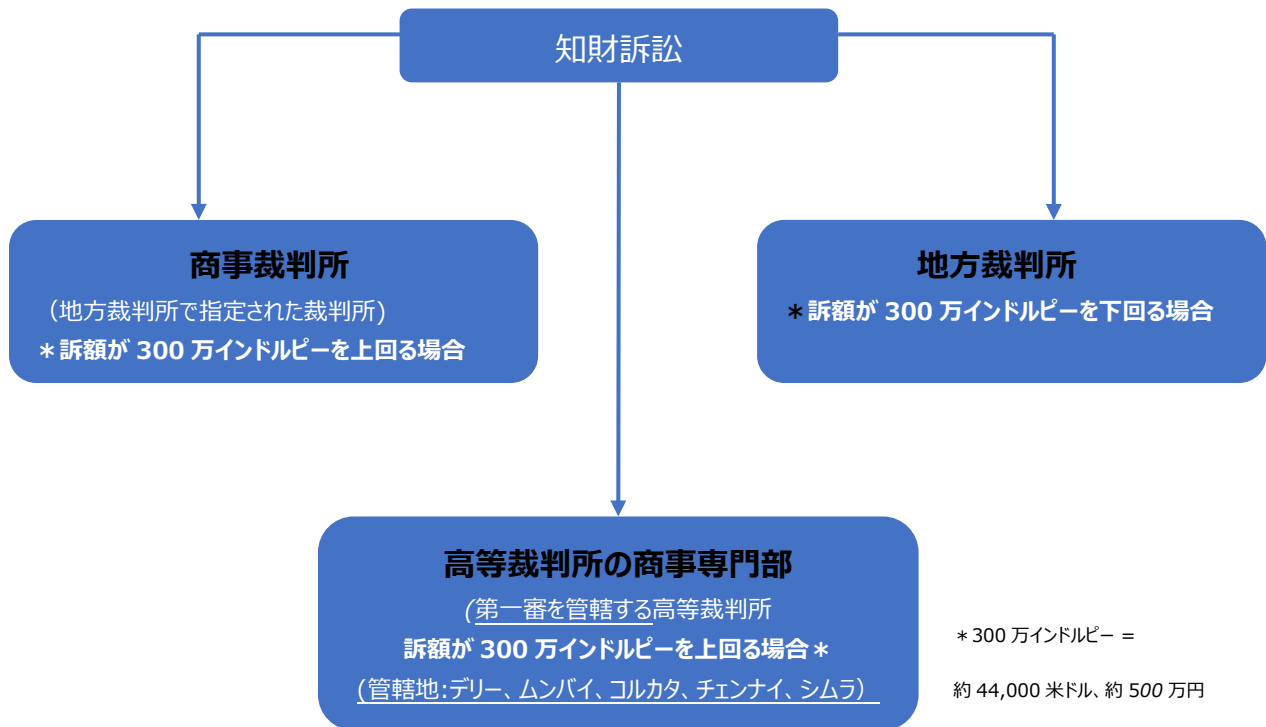 知財訴訟
商事裁判所
（地方裁判所で指定された裁判所)
＊訴額が 300 万インドルピーを上回る場合
地方裁判所
＊訴額が 300 万インドルピーを下回る場合
高等裁判所の商事専門部
(第一審を管轄する高等裁判所
訴額が 300 万インドルピーを上回る場合＊
(管轄地:デリー、ムンバイ、コルカタ、チェンナイ、シムラ）
＊300 万インドルピー =
約 44,000 米ドル、約 500 万円